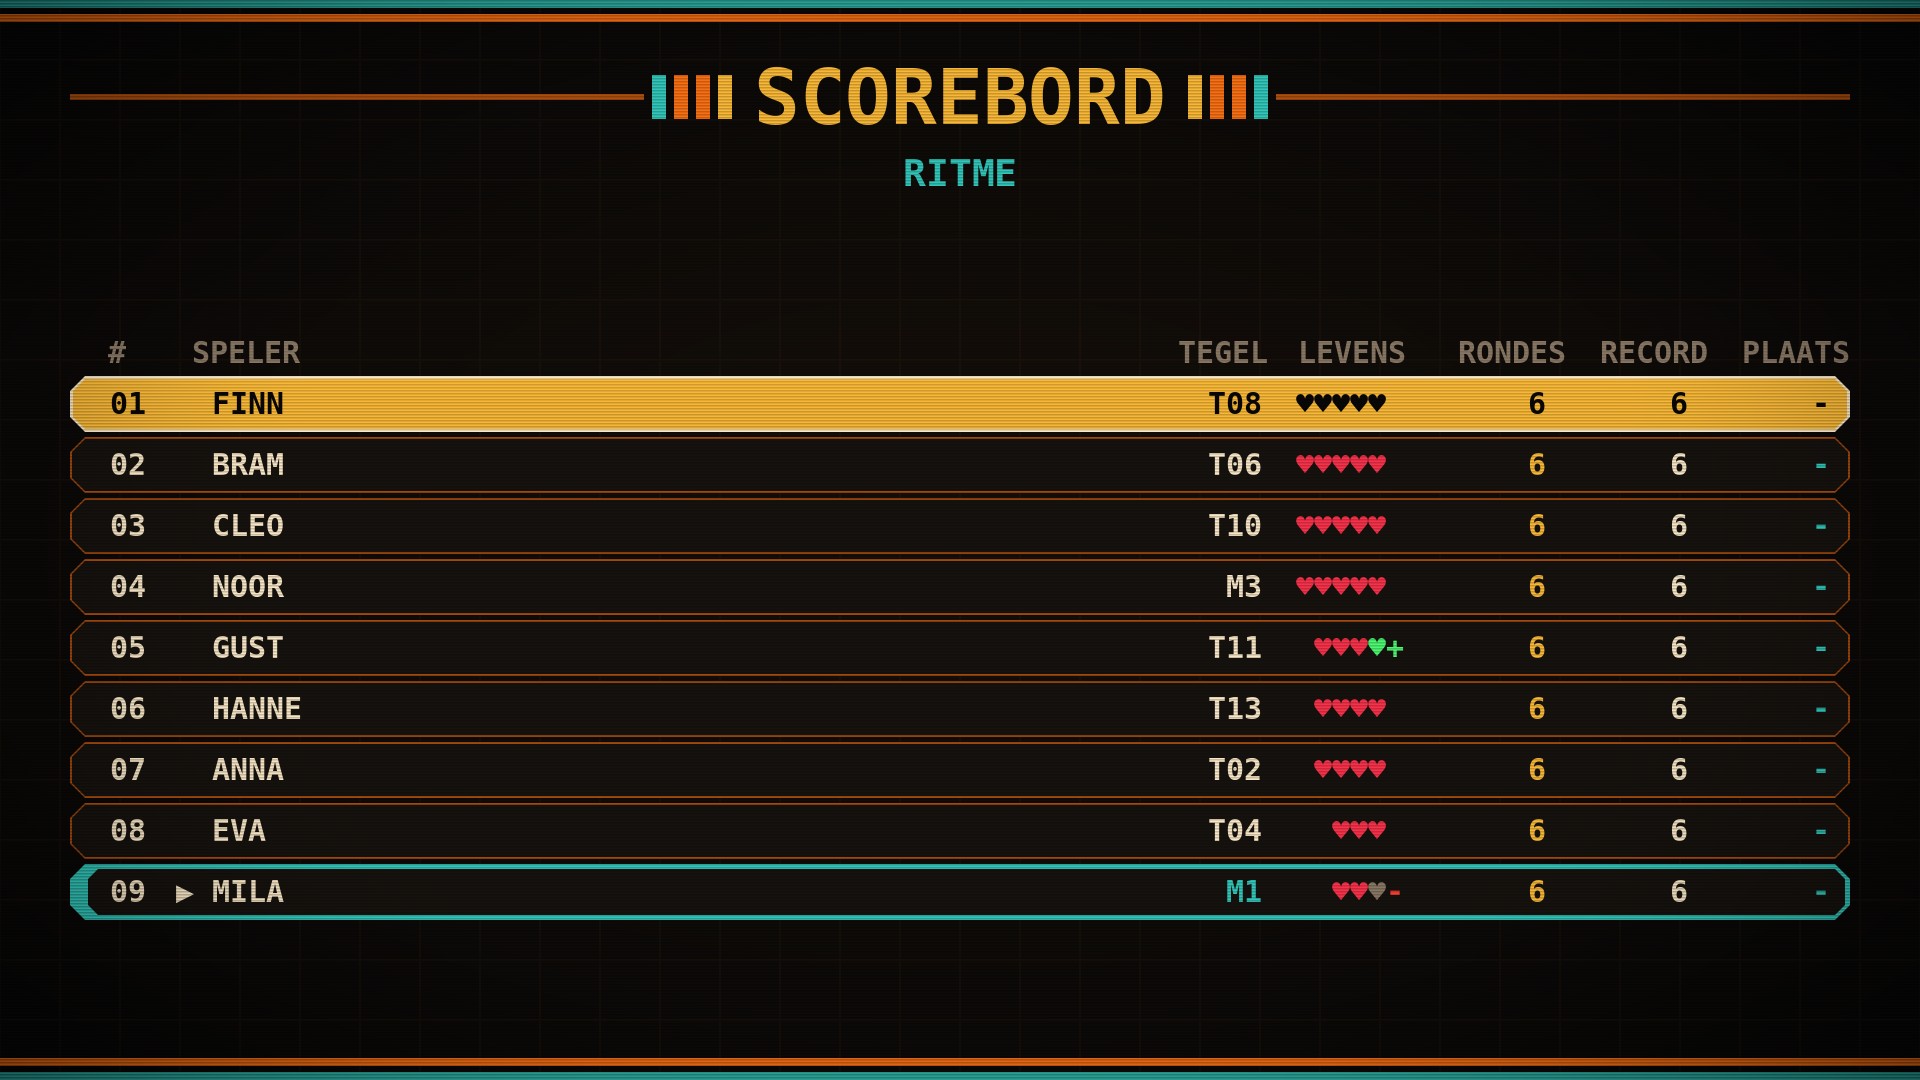 SCOREBORD
RITME
# SPELER TEGEL LEVENS RONDES RECORD PLAATS
01 FINN T08 ♥♥♥♥♥ 6 6 -
02 BRAM T06 ♥♥♥♥♥ 6 6 -
03 CLEO T10 ♥♥♥♥♥ 6 6 -
04 NOOR M3 ♥♥♥♥♥ 6 6 -
05 GUST T11 ♥♥♥♥+ 6 6 -
06 HANNE T13 ♥♥♥♥ 6 6 -
07 ANNA T02 ♥♥♥♥ 6 6 -
08 EVA T04 ♥♥♥ 6 6 -
09 ▶ MILA M1 ♥♥♥- 6 6 -